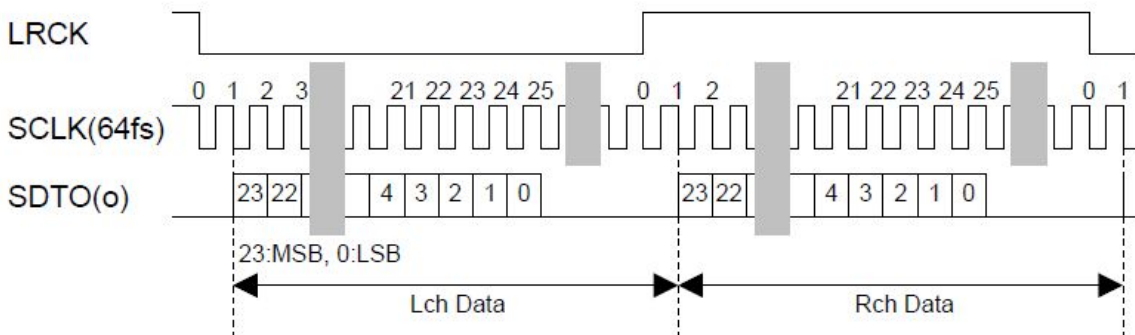 LRCK
0 1 2 3 21 22 23 24 25 0 1 2 21 22 23 24 25 0 1
SCLK(64fs)
SDTO(o) 23 22 4 3 2 1 0 23 22 4 3 2 1 0
23:MSB, 0:LSB
Lch Data Rch Data